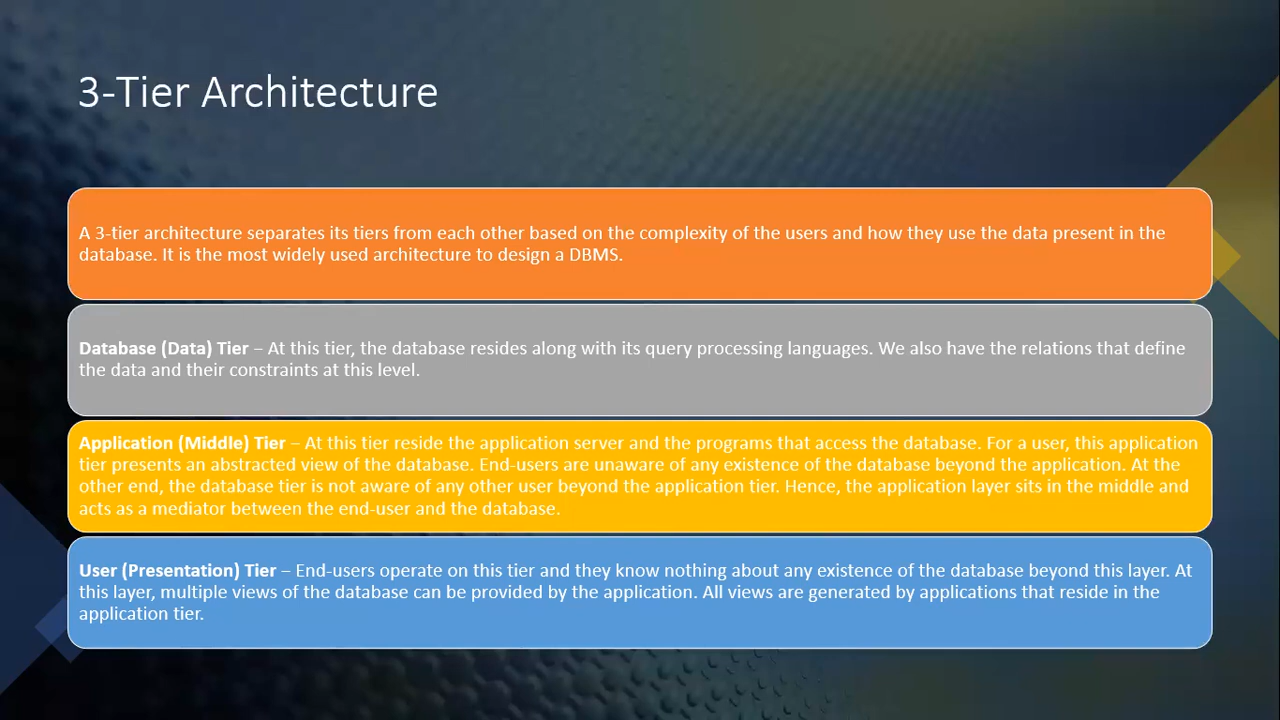 3-Tier Architecture
A 3-tier architecture separates its tiers from each other based on the complexity of the users and how they use the data present in the
database. It is the most widely used architecture to design a DBMS.
Database (Data) Tier – At this tier, the database resides along with its query processing languages. We also have the relations that define
the data and their constraints at this level.
Application (Middle) Tier – At this tier reside the application server and the programs that access the database. For a user, this application
tier presents an abstracted view of the database. End-users are unaware of any existence of the database beyond the application. At the
other end, the database tier is not aware of any other user beyond the application tier. Hence, the application layer sits in the middle and
acts as a mediator between the end-user and the database.
User (Presentation) Tier – End-users operate on this tier and they know nothing about any existence of the database beyond this layer. At
this layer, multiple views of the database can be provided by the application. All views are generated by applications that reside in the
application tier.